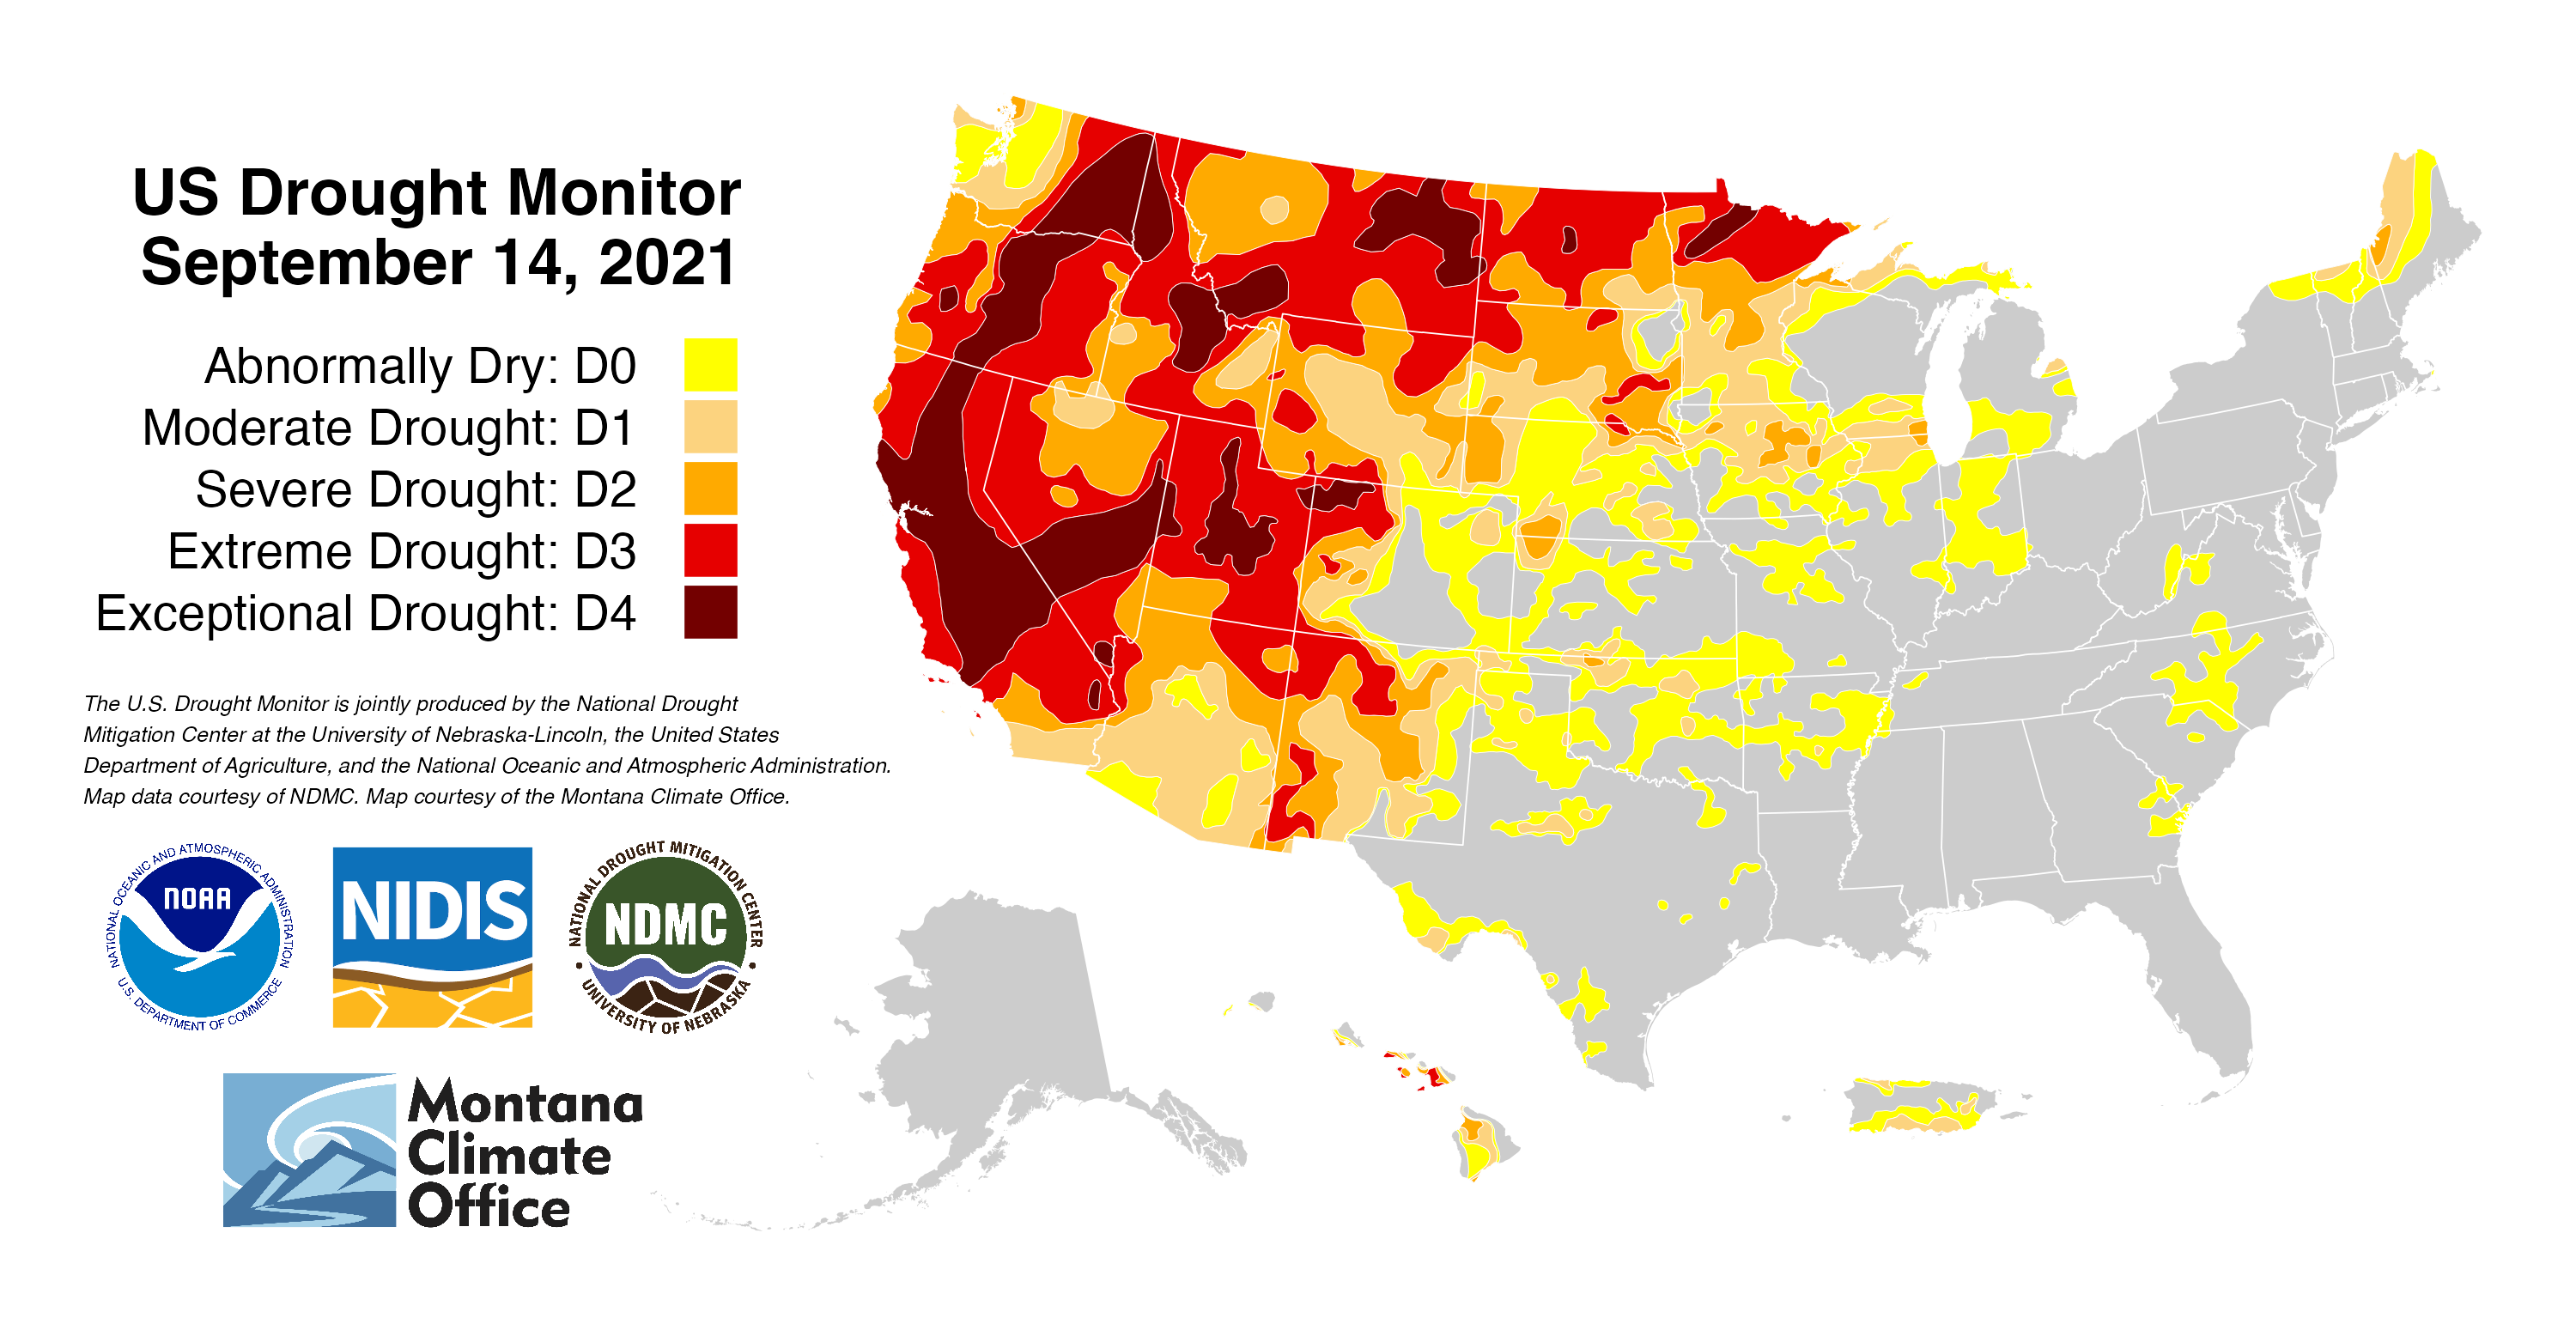 US Drought Monitor
September 14, 2021
Abnormally Dry: D0
Moderate Drought: D1
Severe Drought: D2
Extreme Drought: D3
Exceptional Drought: D4
The U.S. Drought Monitor is jointly produced by the National Drought
Mitigation Center at the University of Nebraska-Lincoln, the United States
Department of Agriculture, and the National Oceanic and Atmospheric Administration.
Map data courtesy of NDMC. Map courtesy of the Montana Climate Office.
NATIONAL OCEANIC AND ATMOSPHERIC ADMINISTRATION
NOAA
U.S. DEPARTMENT OF COMMERCE
NIDIS
NATIONAL DROUGHT MITIGATION CENTER
NDMC
• UNIVERSITY OF NEBRASKA •
Montana
Climate
Office